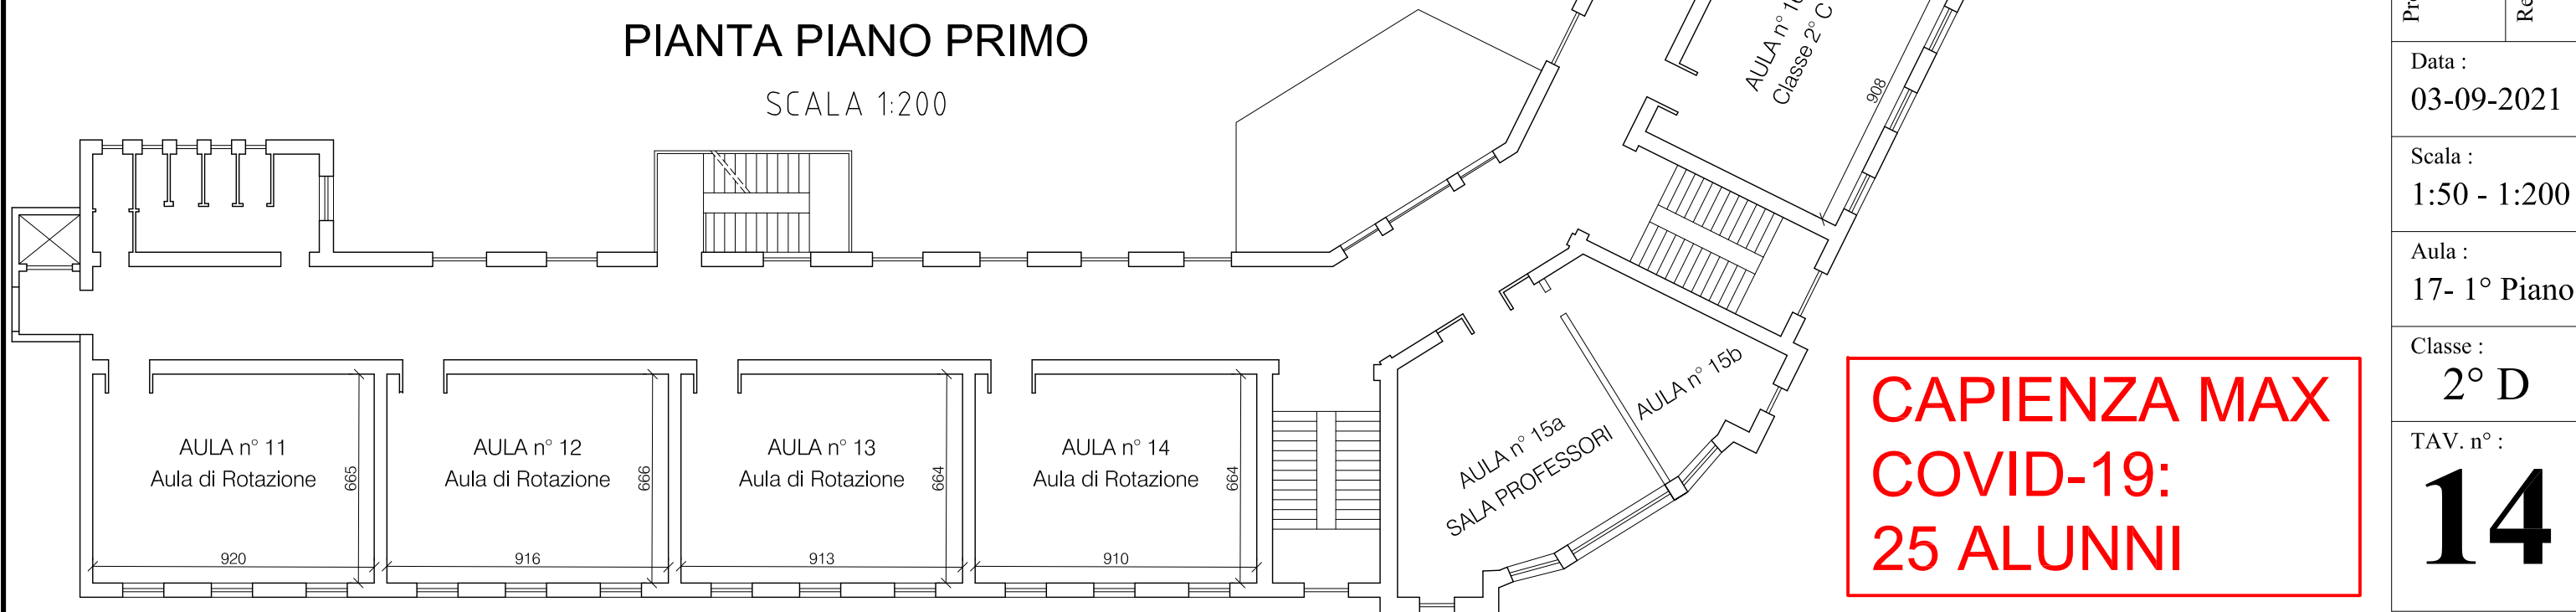 PIANTA PIANO PRIMO
SCALA 1:200
AULA n° 11
Aula di Rotazione
665
920
AULA n° 12
Aula di Rotazione
666
916
AULA n° 13
Aula di Rotazione
664
913
AULA n° 14
Aula di Rotazione
664
910
AULA n° 15a
SALA PROFESSORI
AULA n° 15b
AULA n°
Classe 2° C
908
CAPIENZA MAX
COVID-19:
25 ALUNNI
Data :
03-09-2021
Scala :
1:50 - 1:200
Aula :
17- 1° Piano
Classe :
2° D
TAV. n° :
14